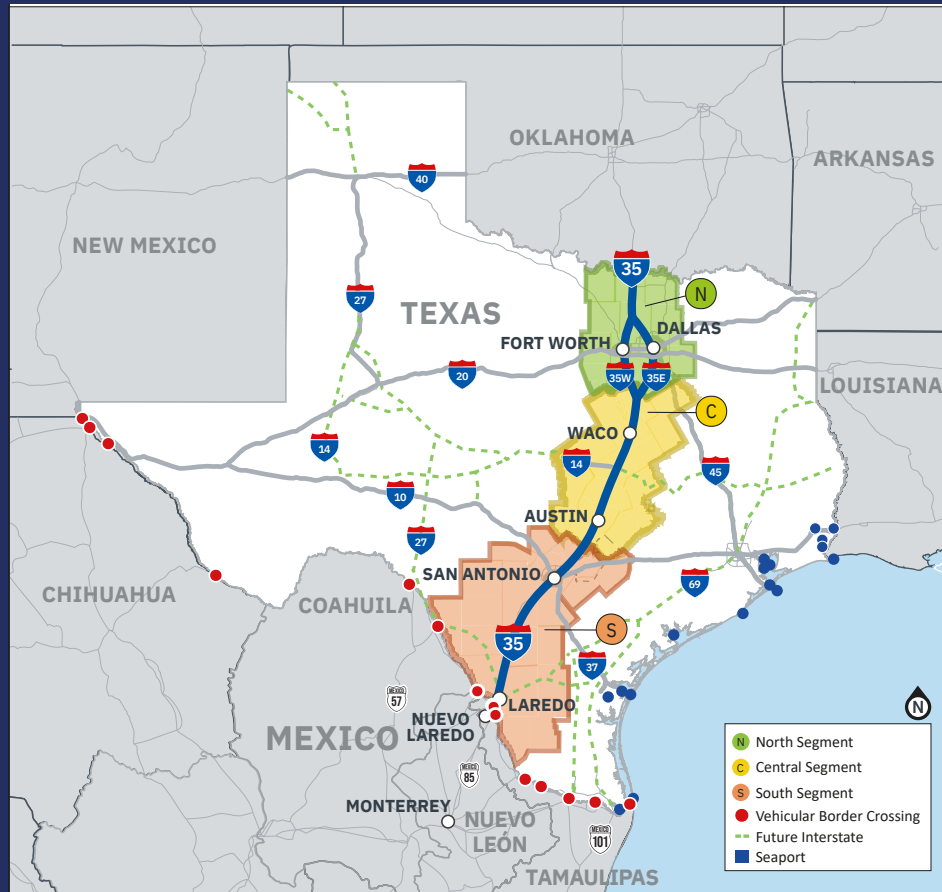 OKLAHOMA
ARKANSAS
40
NEW MEXICO
35
27
N
TEXAS
DALLAS
FORT WORTH
20
35W
35E
LOUISIANA
C
WACO
14
14
45
10
AUSTIN
27
SAN ANTONIO
69
CHIHUAHUA
COAHUILA
S
35
37
MEXICO
57
LAREDO
N
NUEVO
LAREDO
MEXICO
MEXICO
85
MONTERREY
NUEVO
LEÓN
MEXICO
101
TAMAULIPAS
N North Segment
C Central Segment
S South Segment
Vehicular Border Crossing
Future Interstate
Seaport